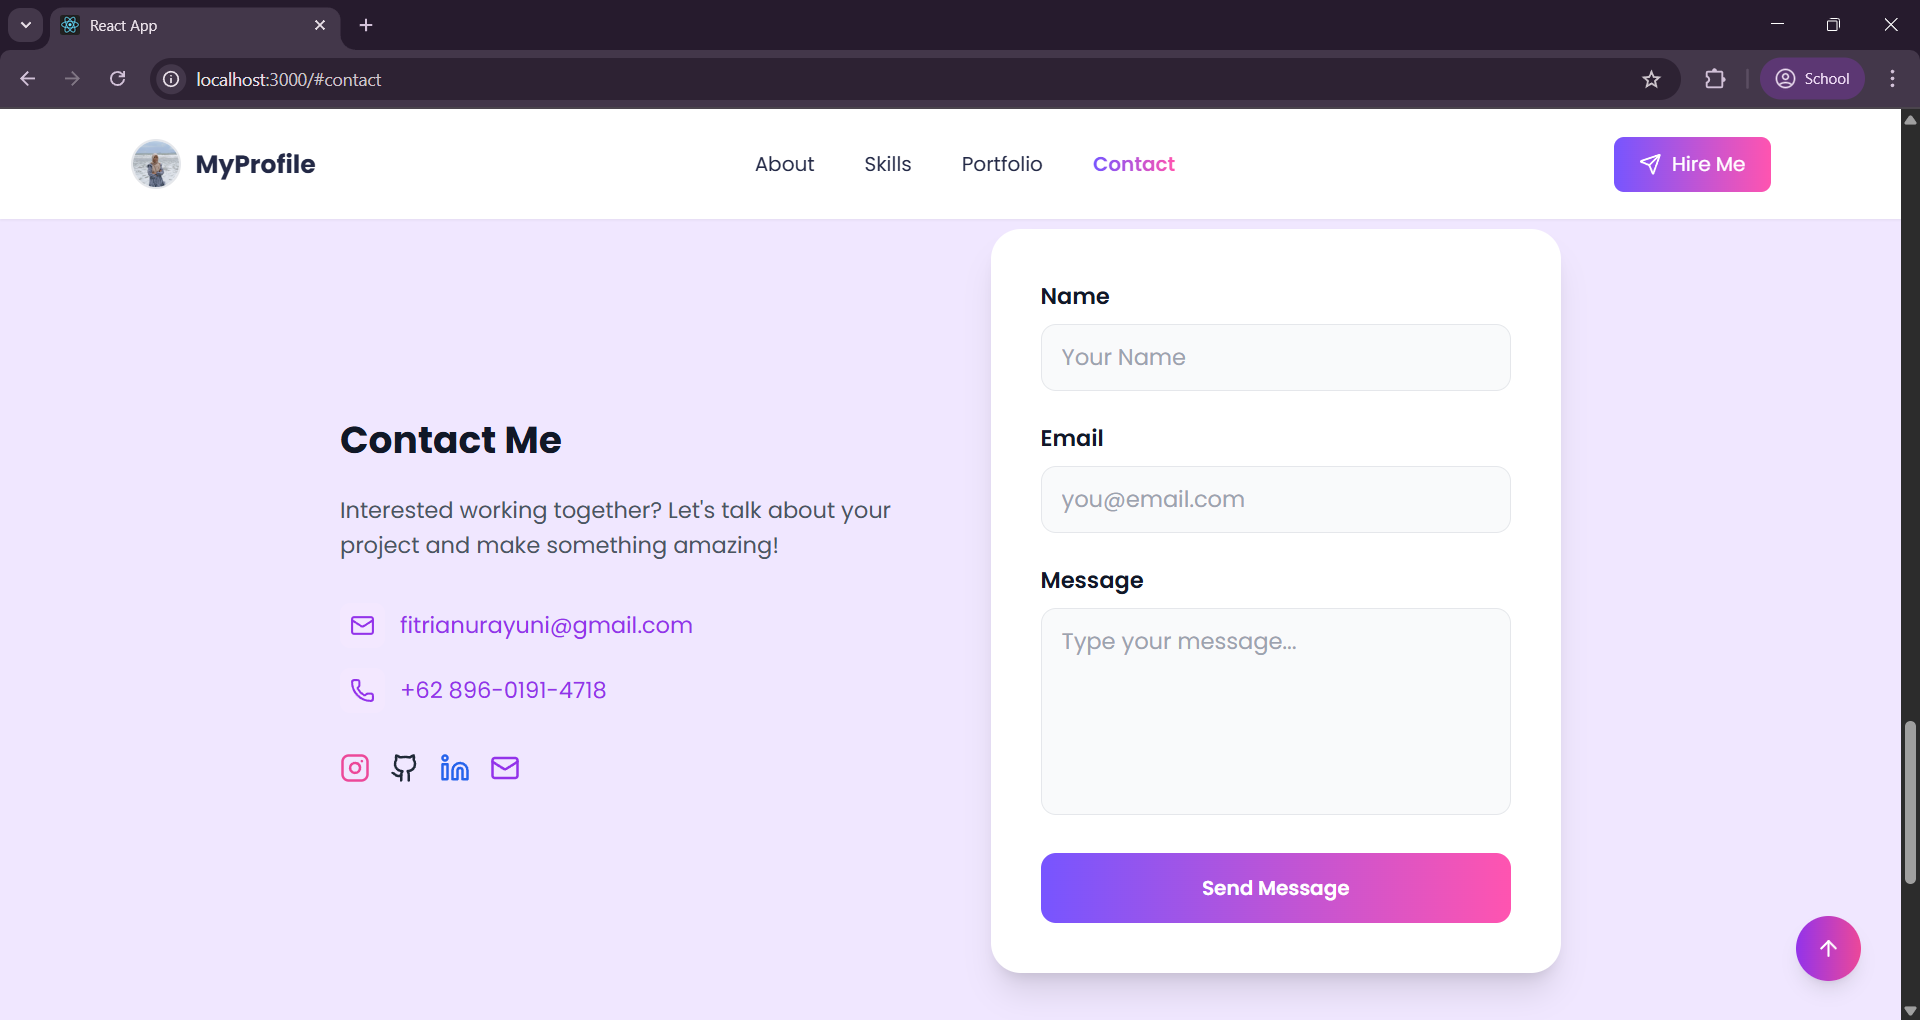 React App
localhost:3000/#contact
School
MyProfile
About
Skills
Portfolio
Contact
Hire Me
Contact Me
Interested working together? Let's talk about your
project and make something amazing!
fitrianurayuni@gmail.com
+62 896-0191-4718
Name
Your Name
Email
you@email.com
Message
Type your message...
Send Message